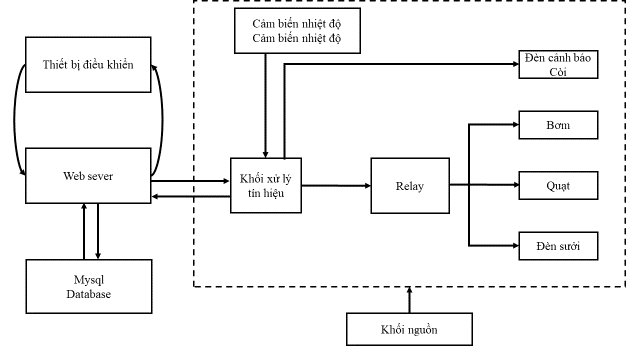 Cảm biến nhiệt độ
Cảm biến nhiệt độ
Thiết bị điều khiển
Đèn cảnh báo
Còi
Bơm
Web sever
Khối xử lý
tín hiệu
Relay
Quạt
Đèn sưởi
Mysql
Database
Khối nguồn